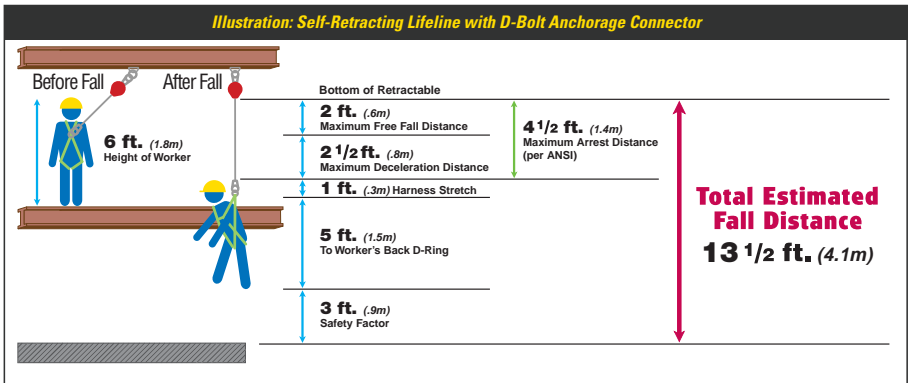 Illustration: Self-Retracting Lifeline with D-Bolt Anchorage Connector
Before Fall
After Fall
6 ft. (1.8m)
Height of Worker
Bottom of Retractable
2 ft. (.6m)
Maximum Free Fall Distance
2 1/2 ft. (.8m)
Maximum Deceleration Distance
4 1/2 ft. (1.4m)
Maximum Arrest Distance
(per ANSI)
1 ft. (.3m) Harness Stretch
5 ft. (1.5m)
To Worker's Back D-Ring
3 ft. (.9m)
Safety Factor
Total Estimated
Fall Distance
13 1/2 ft. (4.1m)